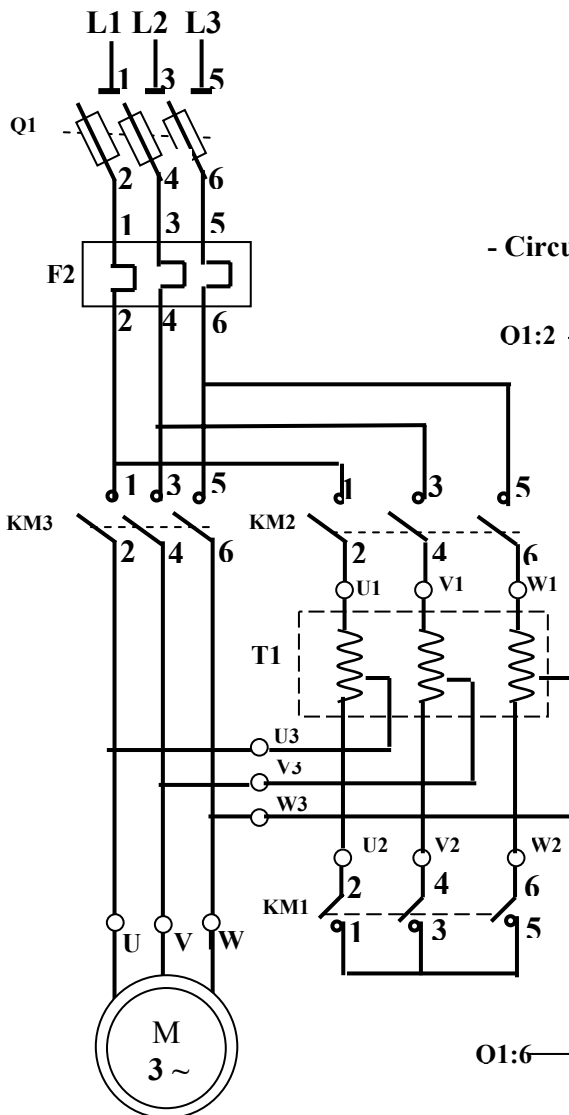 L1 L2 L3
1 3 5
Q1
2 4 6
1 3 5
- Circu
F2
2 4 6
O1:2
1 3 5 1 3 5
KM3 KM2
2 4 6 2 4 6
U1 V1 W1
T1
U3
V3
W3
U2 V2 W2
2 4 6
KM1
1 3 5
U V W
M
3 ~
O1:6